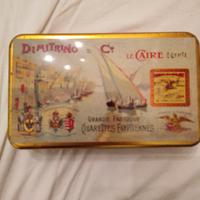 DIMITRINO & Co
LE CAIRE EGYPTE
GRANDE FABRIQUE
CIGARETTES EGYPTIENNES